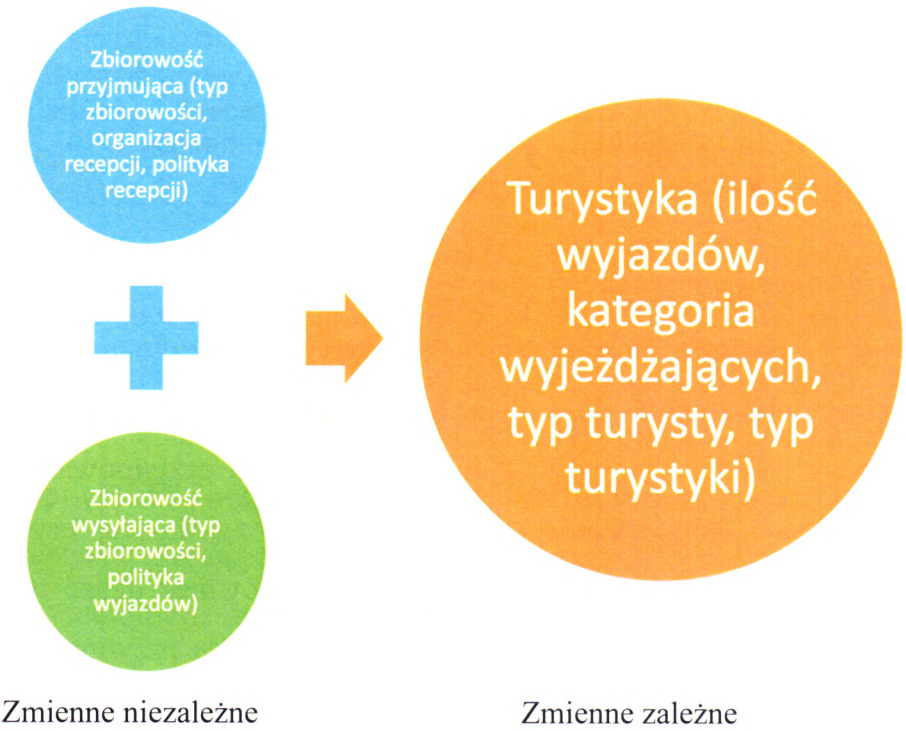 Zbiorowość
przyjmująca (typ
zbiorowości,
organizacja
recepcji, polityka
recepcji)
Zbiorowość
wysyłająca (typ
zbiorowości,
polityka
wyjazdów)
Turystyka (ilość
wyjazdów,
kategoria
wyjeżdżających,
typ turysty, typ
turystyki)
Zmienne niezależne
Zmienne zależne